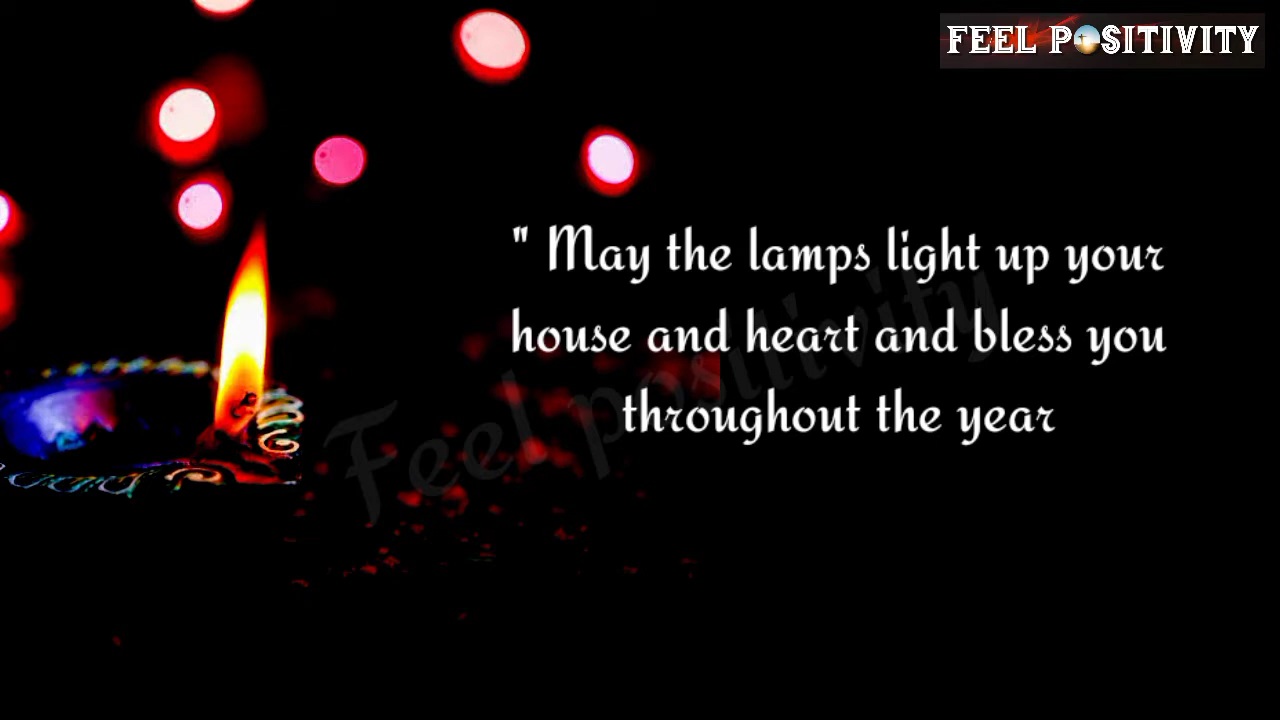 FEEL POSITIVITY
" May the lamps light up your
house and heart and bless you
throughout the year
Feel positivity